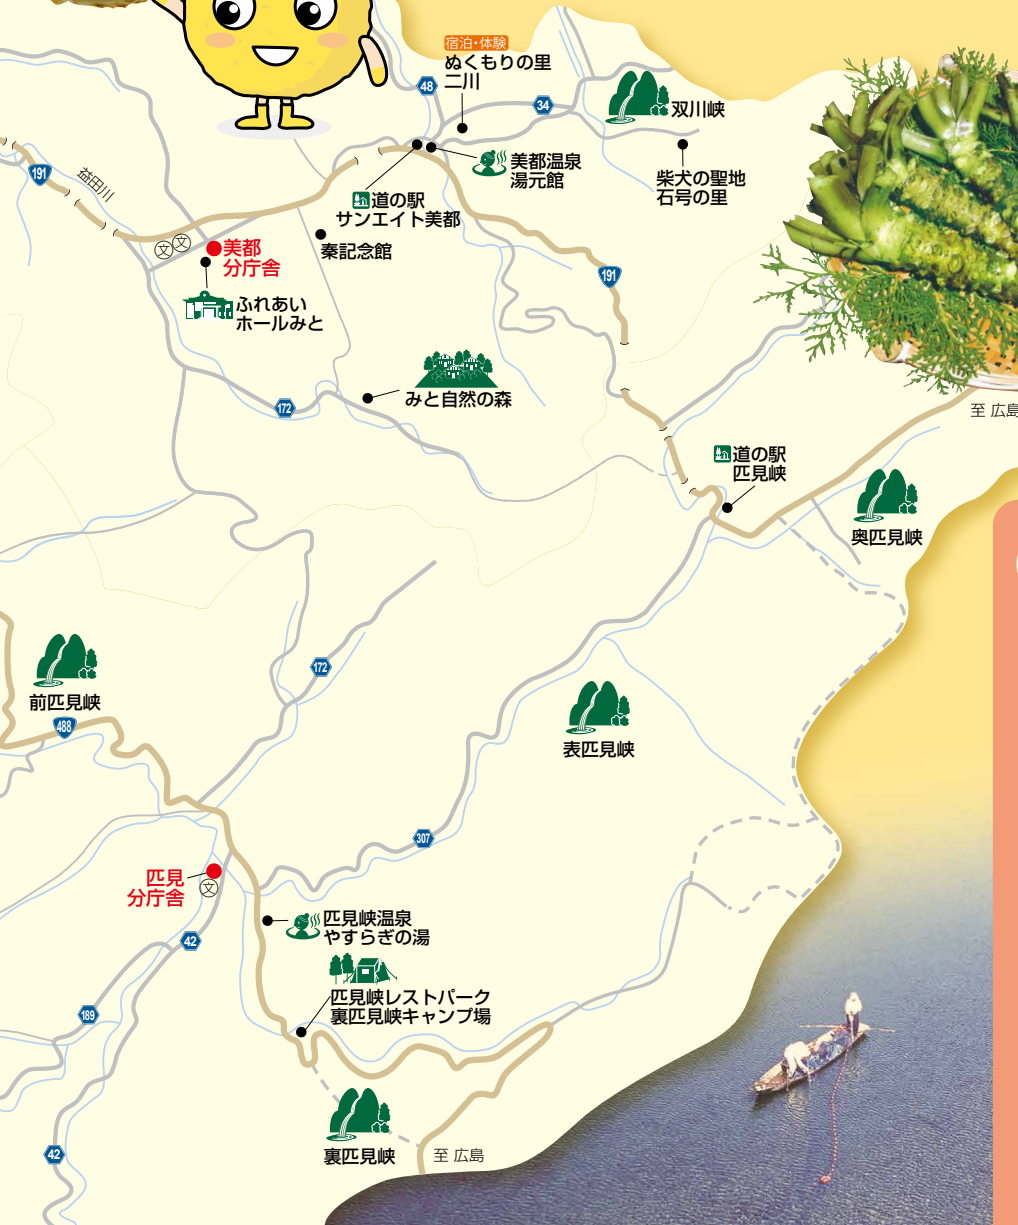 宿泊・体験
ぬくもりの里
二川
48
34
双川峡
191
益田川
美都温泉
湯元館
柴犬の聖地
石号の里
道の駅
サンエイト美都
文
文
美都
分庁舎
秦記念館
191
ふれあい
ホールみと
みと自然の森
172
至 広島
道の駅
匹見峡
奥匹見峡
172
前匹見峡
488
表匹見峡
307
匹見
分庁舎
文
匹見峡温泉
やすらぎの湯
42
匹見峡レストパーク
裏匹見峡キャンプ場
189
裏匹見峡
至 広島
42